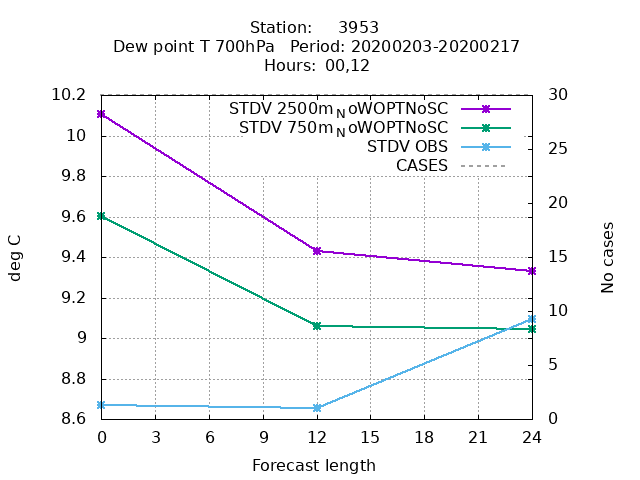 Station: 3953
Dew point T 700hPa Period: 20200203-20200217
Hours: 00,12
10.2
10
9.8
9.6
9.4
9.2
9
8.8
8.6
deg C
30
25
20
15
10
5
0
No cases
STDV 2500m_NoWOPTNoSC
STDV 750m_NoWOPTNoSC
STDV OBS
CASES
0 3 6 9 12 15 18 21 24
Forecast length